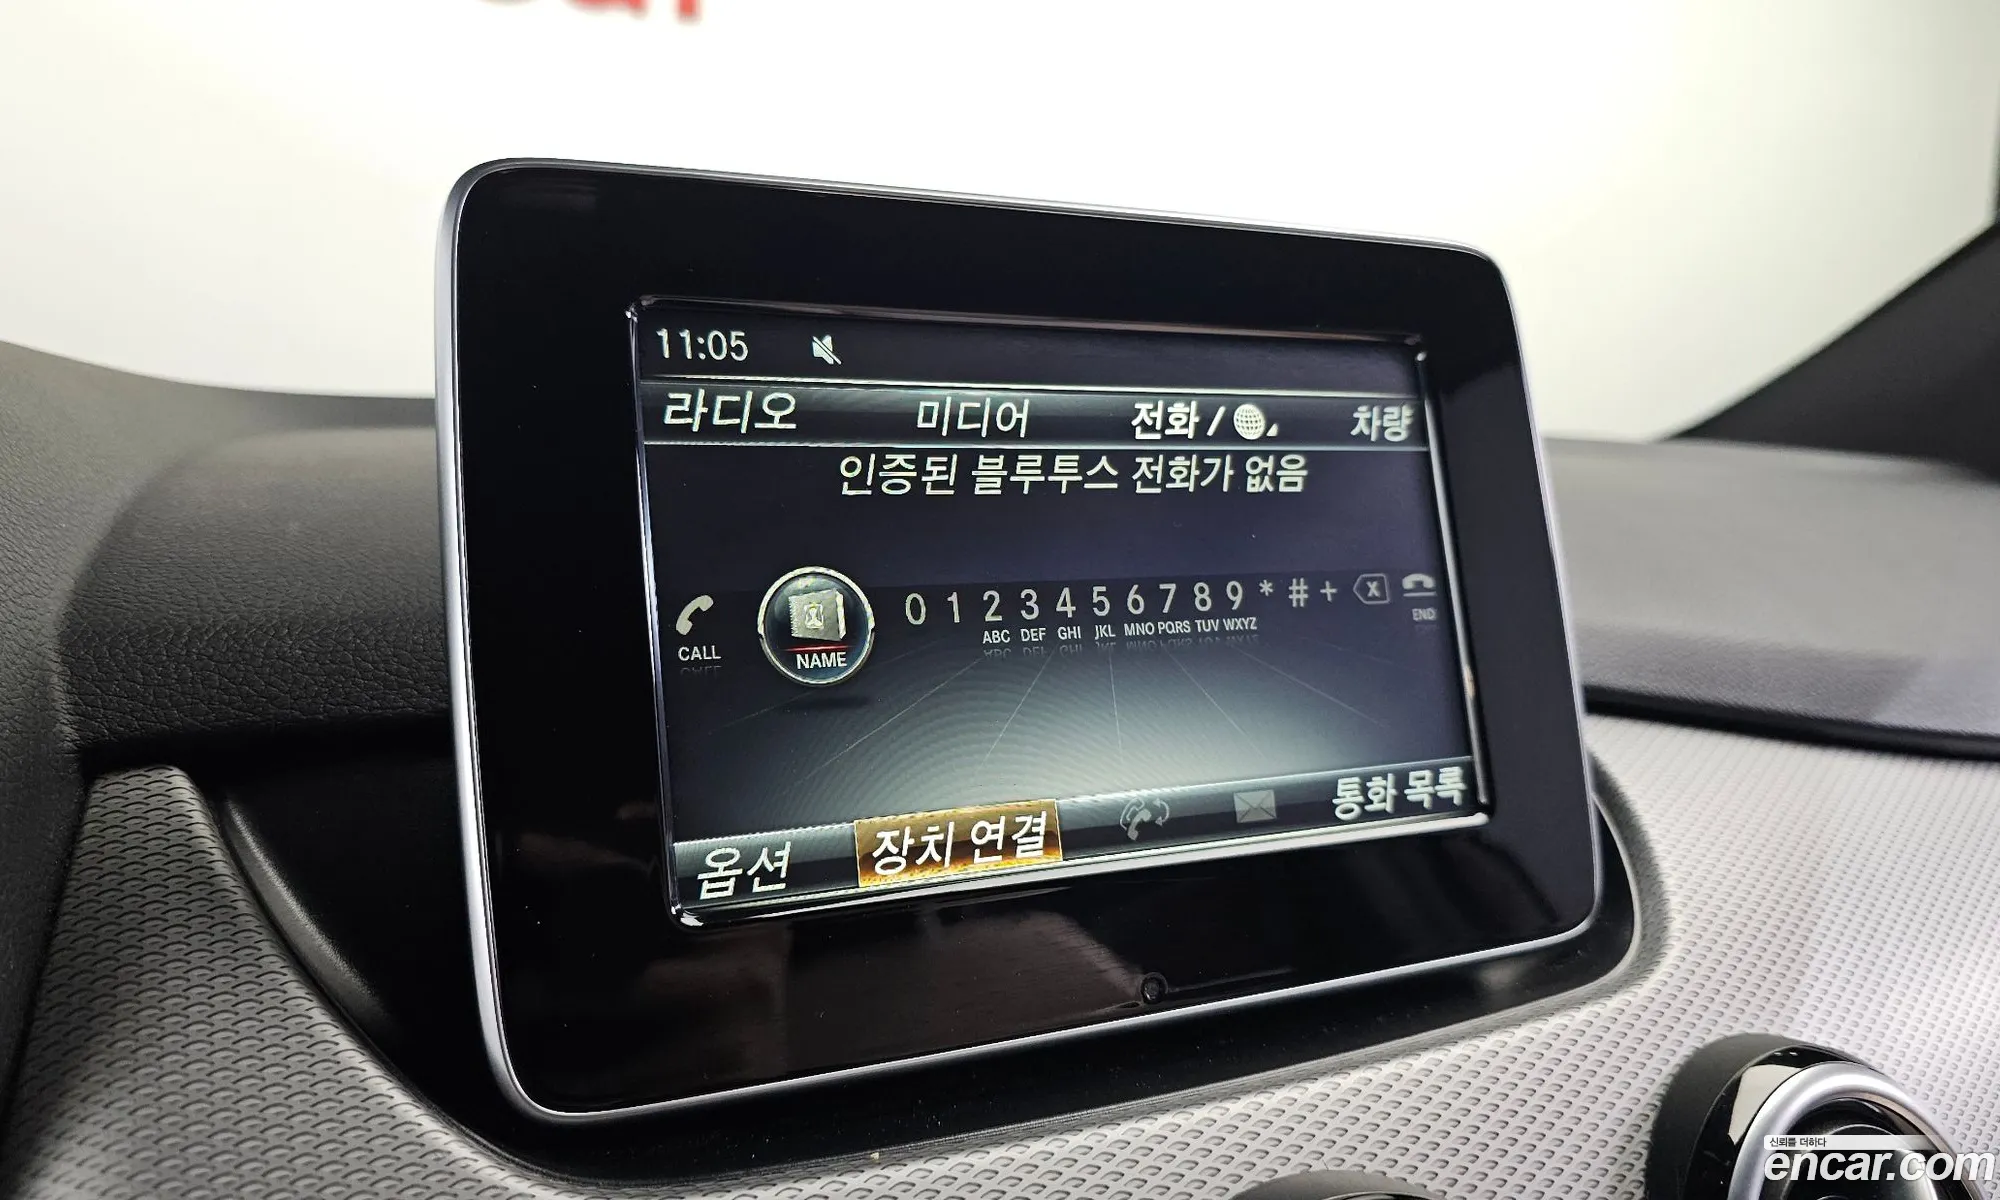 11:05
라디오 미디어 전화 / 차량
인증된 블루투스 전화가 없음
CALL NAME 0 1 2 3 4 5 6 7 8 9 * # + X END
ABC DEF GHI JKL MNO PQRS TUV WXYZ
옵션 장치 연결 통화 목록
신뢰를 더하다
encar.com